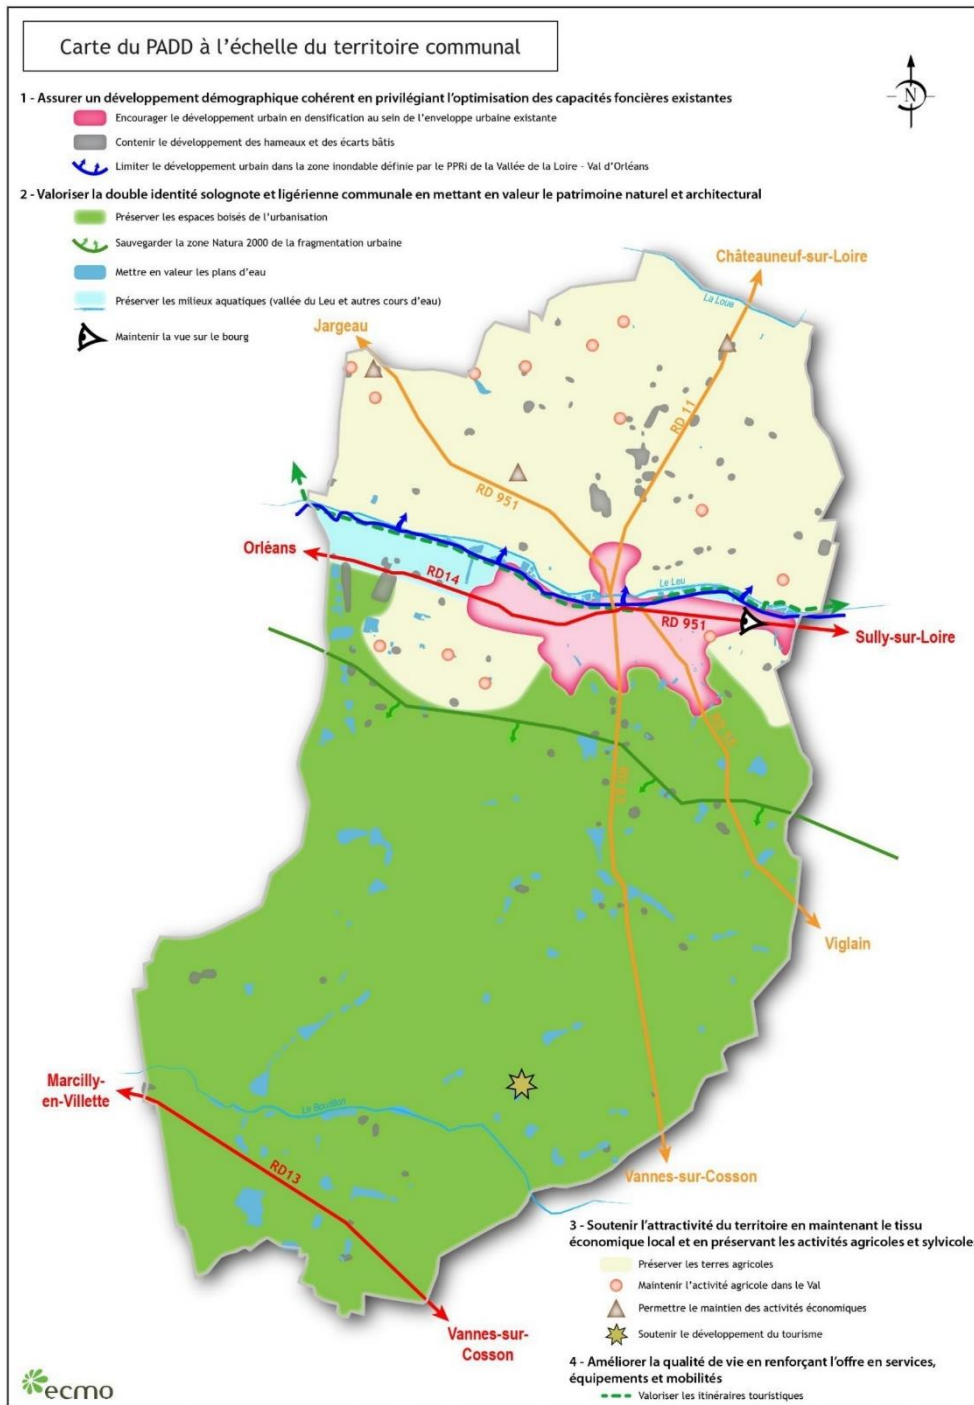 Carte du PADD à l'échelle du territoire communal
N
1 - Assurer un développement démographique cohérent en privilégiant l'optimisation des capacités foncières existantes
Encourager le développement urbain en densification au sein de l'enveloppe urbaine existante
Contenir le développement des hameaux et des écarts bâtis
Limiter le développement urbain dans la zone inondable définie par le PPRi de la Vallée de la Loire - Val d'Orléans
2 - Valoriser la double identité solognote et ligérienne communale en mettant en valeur le patrimoine naturel et architectural
Préserver les espaces boisés de l'urbanisation
Sauvegarder la zone Natura 2000 de la fragmentation urbaine
Mettre en valeur les plans d'eau
Préserver les milieux aquatiques (vallée du Leu et autres cours d'eau)
Maintenir la vue sur le bourg
Châteauneuf-sur-Loire
La Loue
Jargeau
RD 11
RD 951
Orléans
RD14
Le Leu
RD 951
Sully-sur-Loire
Viglain
Marcilly-
en-Villette
Le Bourillon
RD13
Vannes-sur-Cosson
Vannes-sur-
Cosson
3 - Soutenir l'attractivité du territoire en maintenant le tissu
économique local et en préservant les activités agricoles et sylvicoles
Préserver les terres agricoles
Maintenir l'activité agricole dans le Val
Permettre le maintien des activités économiques
Soutenir le développement du tourisme
4 - Améliorer la qualité de vie en renforçant l'offre en services,
équipements et mobilités
Valoriser les itinéraires touristiques
ecmo